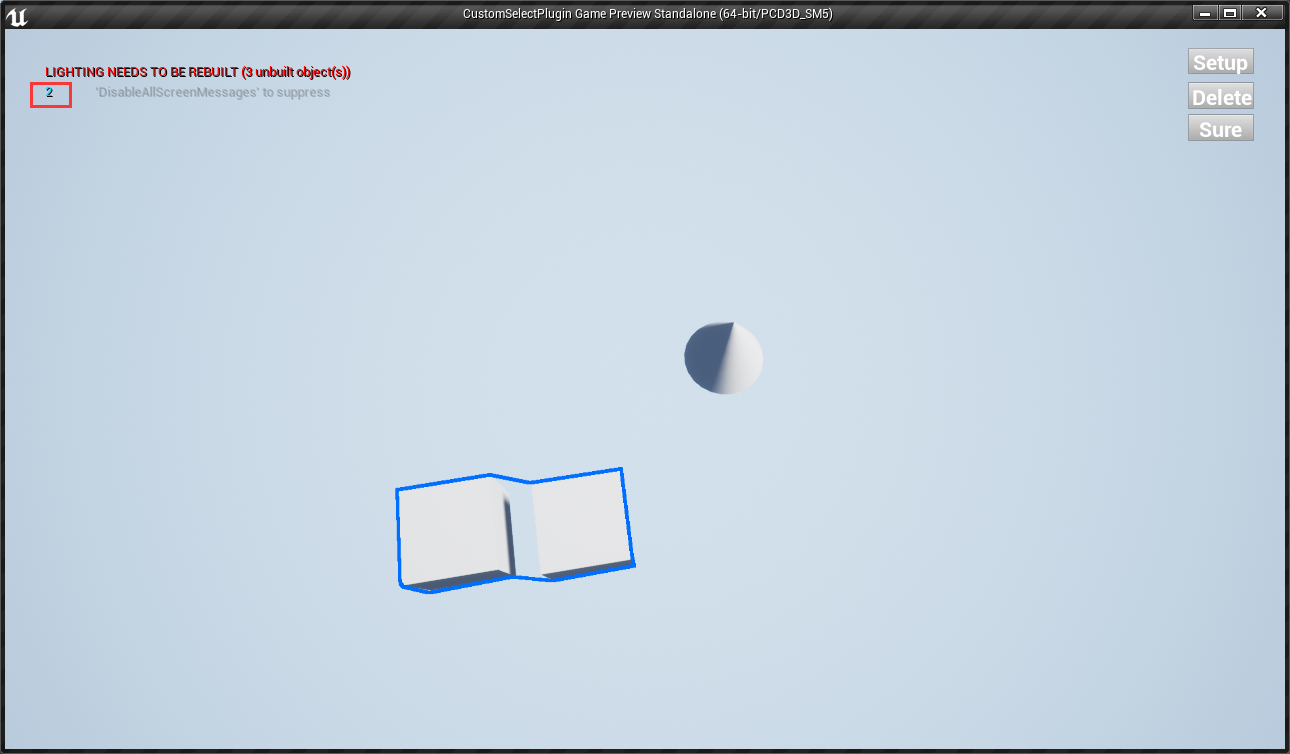 CustomSelectPlugin Game Preview Standalone (64-bit/PCD3D_SM5)
LIGHTING NEEDS TO BE REBUILT (3 unbuilt object(s))
2 'DisableAllScreenMessages' to suppress
Setup
Delete
Sure